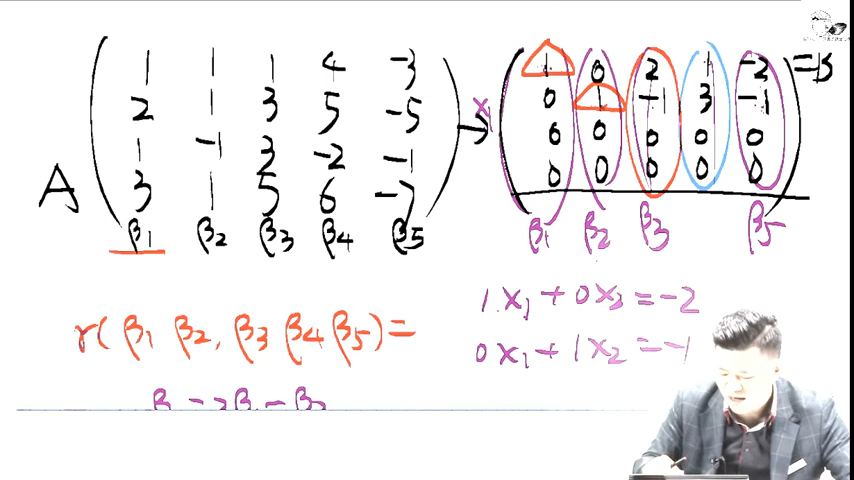 1 1 1 4 -3
2 1 3 5 -5
1 -1 3 -2 -1
3 1 5 6 -7
A
β1 β2 β3 β4 β5
→
x1
1 0 2 1 -2
0 1 -1 3 -1
0 0 0 0 0
0 0 0 0 0
=B
β1 β2 β3 β5
r(β1 β2, β3 β4 β5)=
1.x1+0x2=-2
0x1+1x2=-1